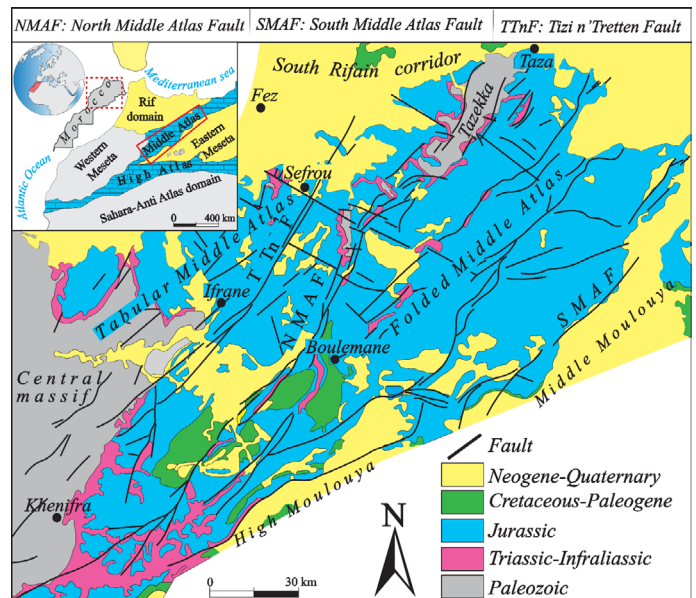 NMAF: North Middle Atlas Fault
SMAF: South Middle Atlas Fault
TTnF: Tizi n'Tretten Fault
Mediterranean sea
Morocco
Rif
domain
Middle Atlas
Eastern
Meseta
Western
Meseta
High Atlas
Atlantic Ocean
Sahara-Anti Atlas domain
0 400 km
South Rifain corridor
Taza
Fez
Tazekka
Sefrou
Tabular Middle Atlas
TTnF
Folded Middle Atlas
Ifrane
NMAF
SMAF
Boulemane
Middle Moulouya
Central
massif
Khenifra
High Moulouya
N
0 30 km
Fault
Neogene-Quaternary
Cretaceous-Paleogene
Jurassic
Triassic-Infraliassic
Paleozoic